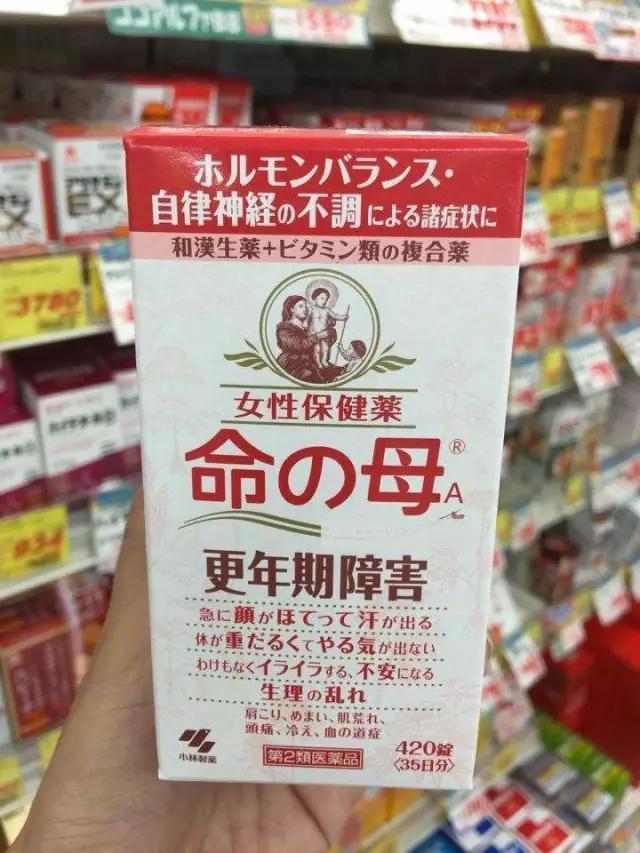 ホルモンバランス・
自律神経の不調による諸症状に
和漢生薬+ビタミン類の複合薬
女性保健薬
命の母®A
更年期障害
急に顔がほてって汗が出る
体が重だるくてやる気が出ない
わけもなくイライラする、不安になる
生理の乱れ
肩こり、めまい、肌荒れ、
頭痛、冷え、血の道症
小林製薬
第2類医薬品
420錠
〈35日分〉
EX
3780
934